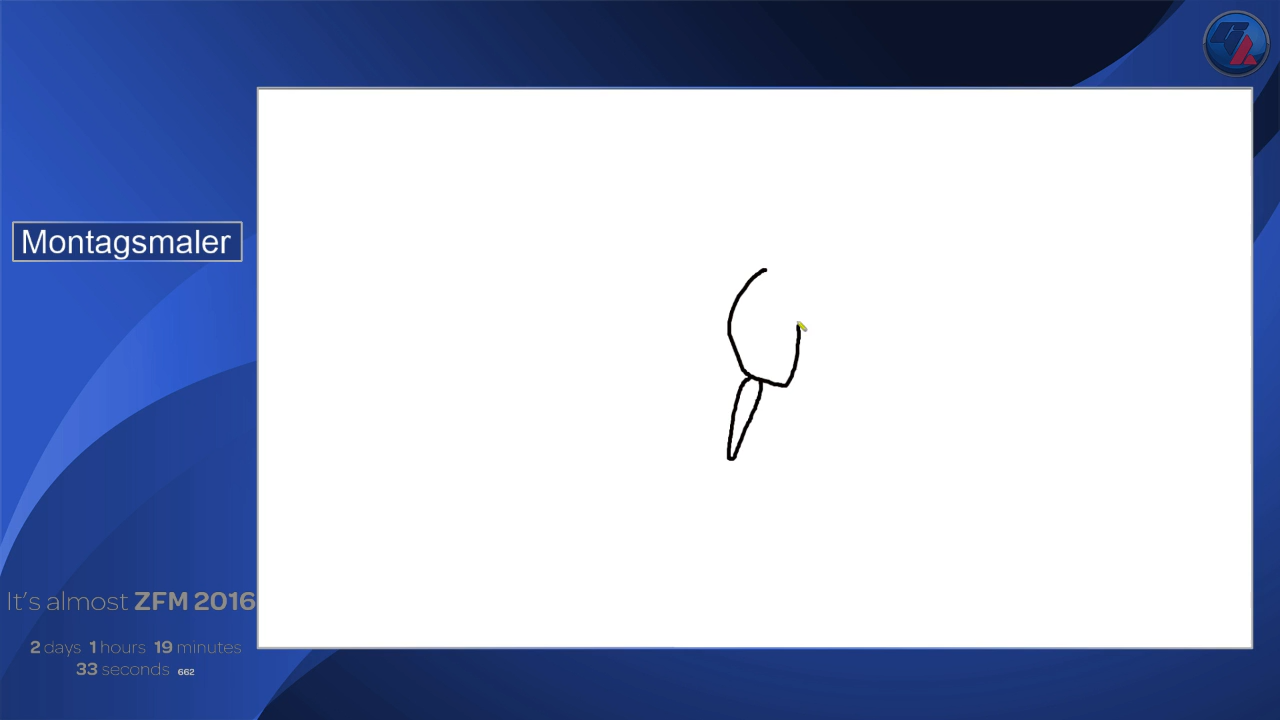 Montagsmaler
It's almost ZFM 2016
2 days 1 hours 19 minutes
33 seconds 662